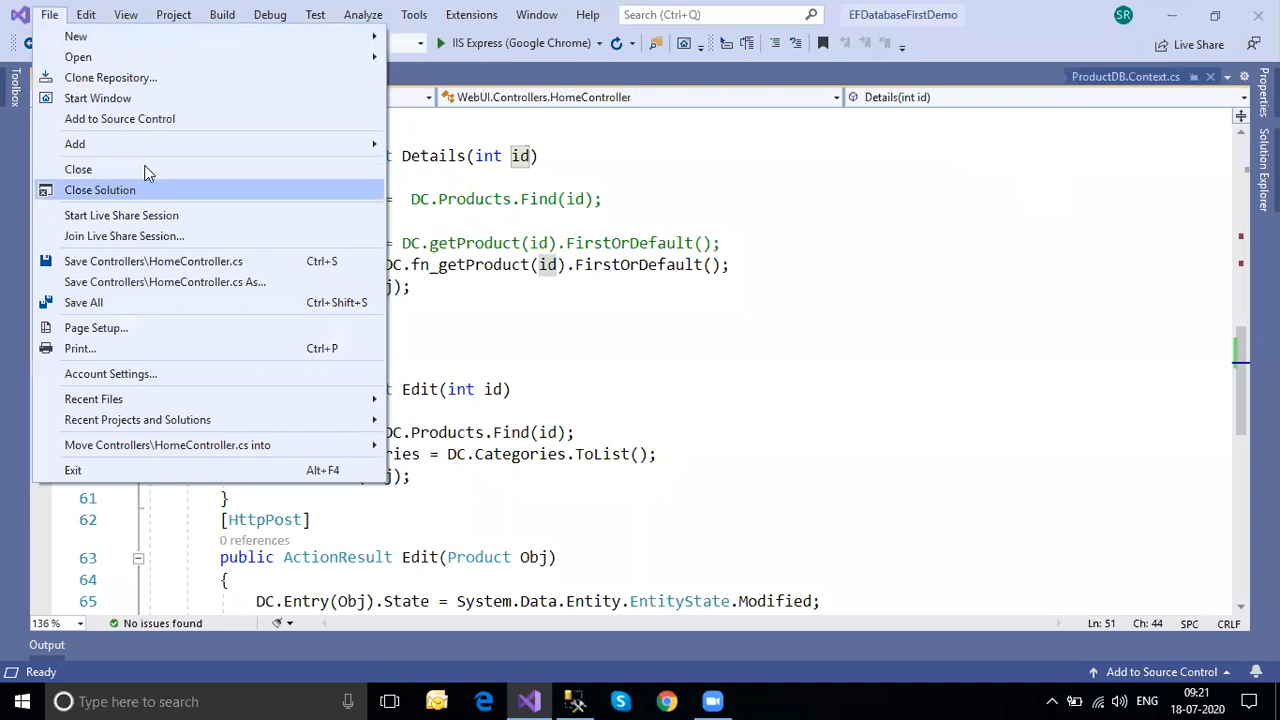 File Edit View Project Build Debug Test Analyze Tools Extensions Window Help Search (Ctrl+Q) EFDatabaseFirstDemo SR
IIS Express (Google Chrome) Live Share
Toolbox
ProductDB.Context.cs
WebUI.Controllers.HomeController Details(int id)
Properties
Solution Explorer
New
Open
Clone Repository...
Start Window
Add to Source Control
Add
Close
Close Solution
Start Live Share Session
Join Live Share Session...
Save Controllers\HomeController.cs Ctrl+S
Save Controllers\HomeController.cs As...
Save All Ctrl+Shift+S
Page Setup...
Print... Ctrl+P
Account Settings...
Recent Files
Recent Projects and Solutions
Move Controllers\HomeController.cs into
Exit Alt+F4
t Details(int id)
= DC.Products.Find(id);
= DC.getProduct(id).FirstOrDefault();
DC.fn_getProduct(id).FirstOrDefault();
j);
t Edit(int id)
DC.Products.Find(id);
ries = DC.Categories.ToList();
j);
61 }
62 [HttpPost]
0 references
63 public ActionResult Edit(Product Obj)
64 {
65 DC.Entry(Obj).State = System.Data.Entity.EntityState.Modified;
136 % No issues found Ln: 51 Ch: 44 SPC CRLF
Output
Ready Add to Source Control
Type here to search ENG 09:21
18-07-2020